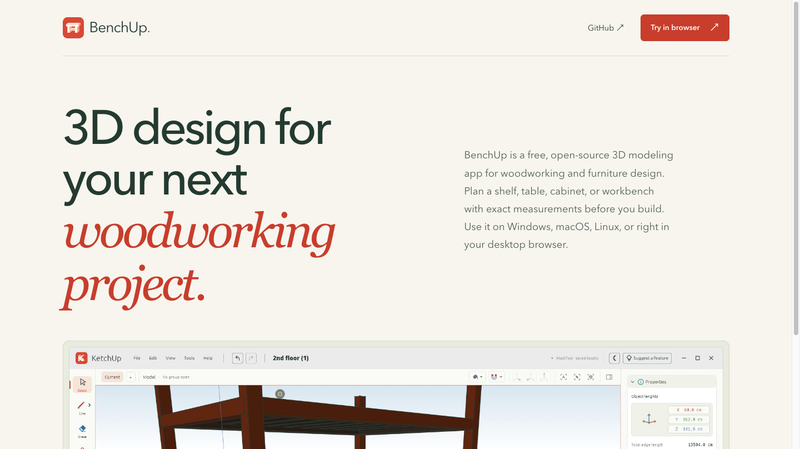 BenchUp.
GitHub ↗
Try in browser ↗
3D design for
your next
woodworking
project.
BenchUp is a free, open-source 3D modeling
app for woodworking and furniture design.
Plan a shelf, table, cabinet, or workbench
with exact measurements before you build.
Use it on Windows, macOS, Linux, or right in
your desktop browser.
KetchUp
File Edit View Tools Help
2nd floor (1)
Suggest a feature
Current
Model
Properties
Object lengths
Line
Total edge length